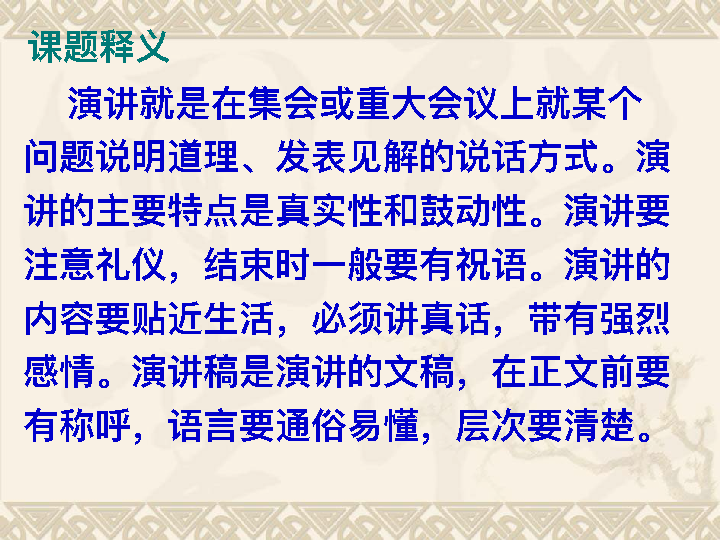 课题释义
演讲就是在集会或重大会议上就某个
问题说明道理、发表见解的说话方式。演
讲的主要特点是真实性和鼓动性。演讲要
注意礼仪，结束时一般要有祝语。演讲的
内容要贴近生活，必须讲真话，带有强烈
感情。演讲稿是演讲的文稿，在正文前要
有称呼，语言要通俗易懂，层次要清楚。